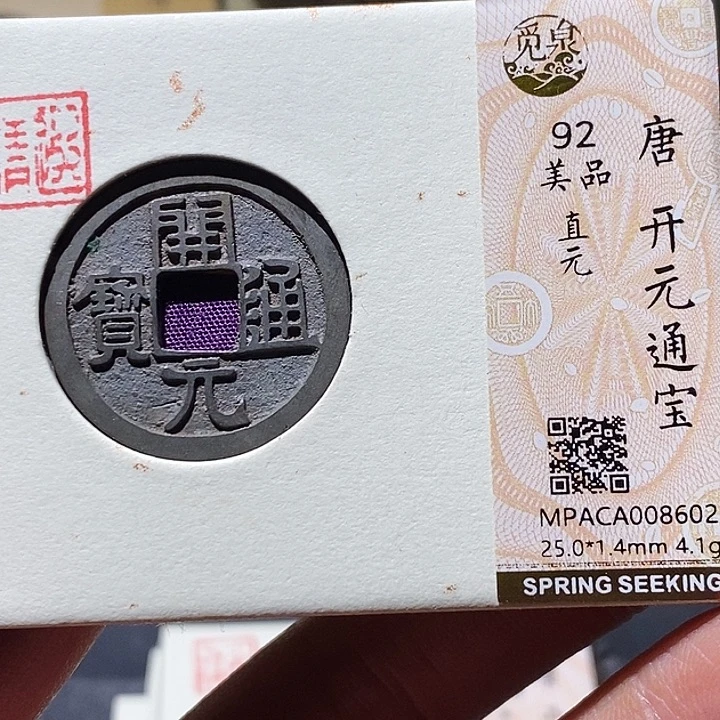 開
通
元
寳
觅泉
92
美品
直元
唐
开元通宝
MPACA008602
25.0*1.4mm 4.1g
SPRING SEEKING